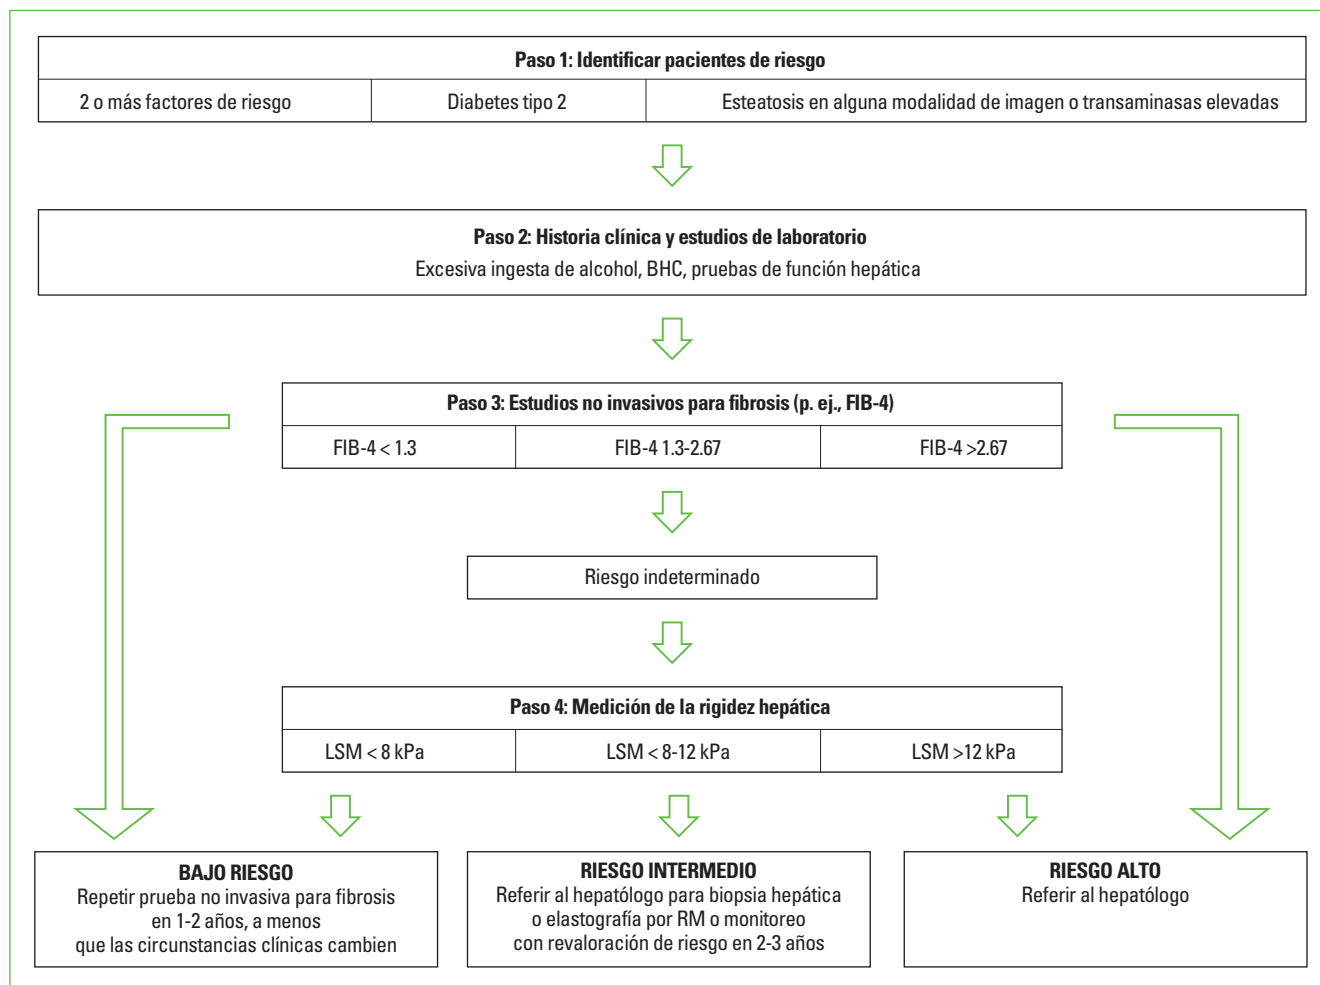 Paso 1: Identificar pacientes de riesgo
2 o más factores de riesgo
Diabetes tipo 2
Esteatosis en alguna modalidad de imagen o transaminasas elevadas
Paso 2: Historia clínica y estudios de laboratorio
Excesiva ingesta de alcohol, BHC, pruebas de función hepática
Paso 3: Estudios no invasivos para fibrosis (p. ej., FIB-4)
FIB-4 < 1.3
FIB-4 1.3-2.67
FIB-4 >2.67
Riesgo indeterminado
Paso 4: Medición de la rigidez hepática
LSM < 8 kPa
LSM < 8-12 kPa
LSM >12 kPa
BAJO RIESGO
Repetir prueba no invasiva para fibrosis
en 1-2 años, a menos
que las circunstancias clínicas cambien
RIESGO INTERMEDIO
Referir al hepatólogo para biopsia hepática
o elastografía por RM o monitoreo
con revaloración de riesgo en 2-3 años
RIESGO ALTO
Referir al hepatólogo